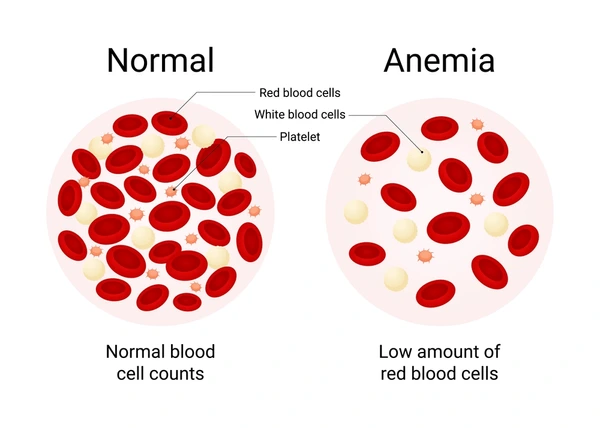 Normal
Anemia
Red blood cells
White blood cells
Platelet
Normal blood
cell counts
Low amount of
red blood cells